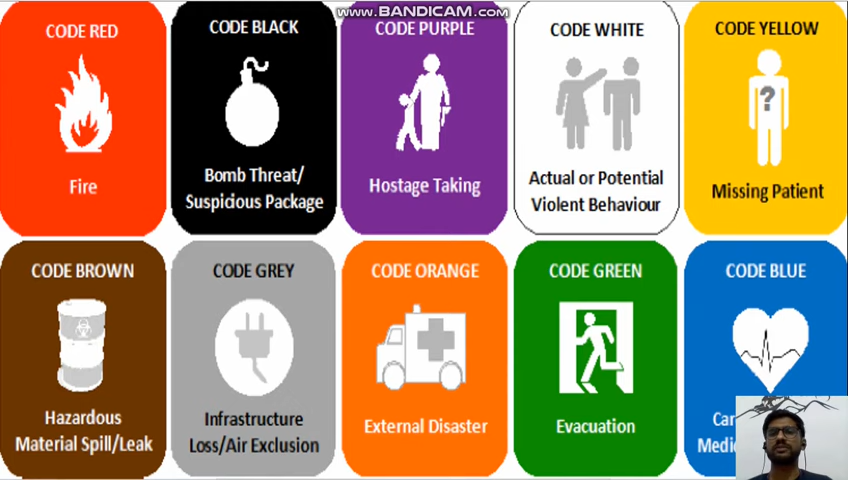 www.BANDICAM.com
CODE RED
Fire
CODE BLACK
Bomb Threat/
Suspicious Package
CODE PURPLE
Hostage Taking
CODE WHITE
Actual or Potential
Violent Behaviour
CODE YELLOW
?
Missing Patient
CODE BROWN
Hazardous
Material Spill/Leak
CODE GREY
Infrastructure
Loss/Air Exclusion
CODE ORANGE
External Disaster
CODE GREEN
Evacuation
CODE BLUE